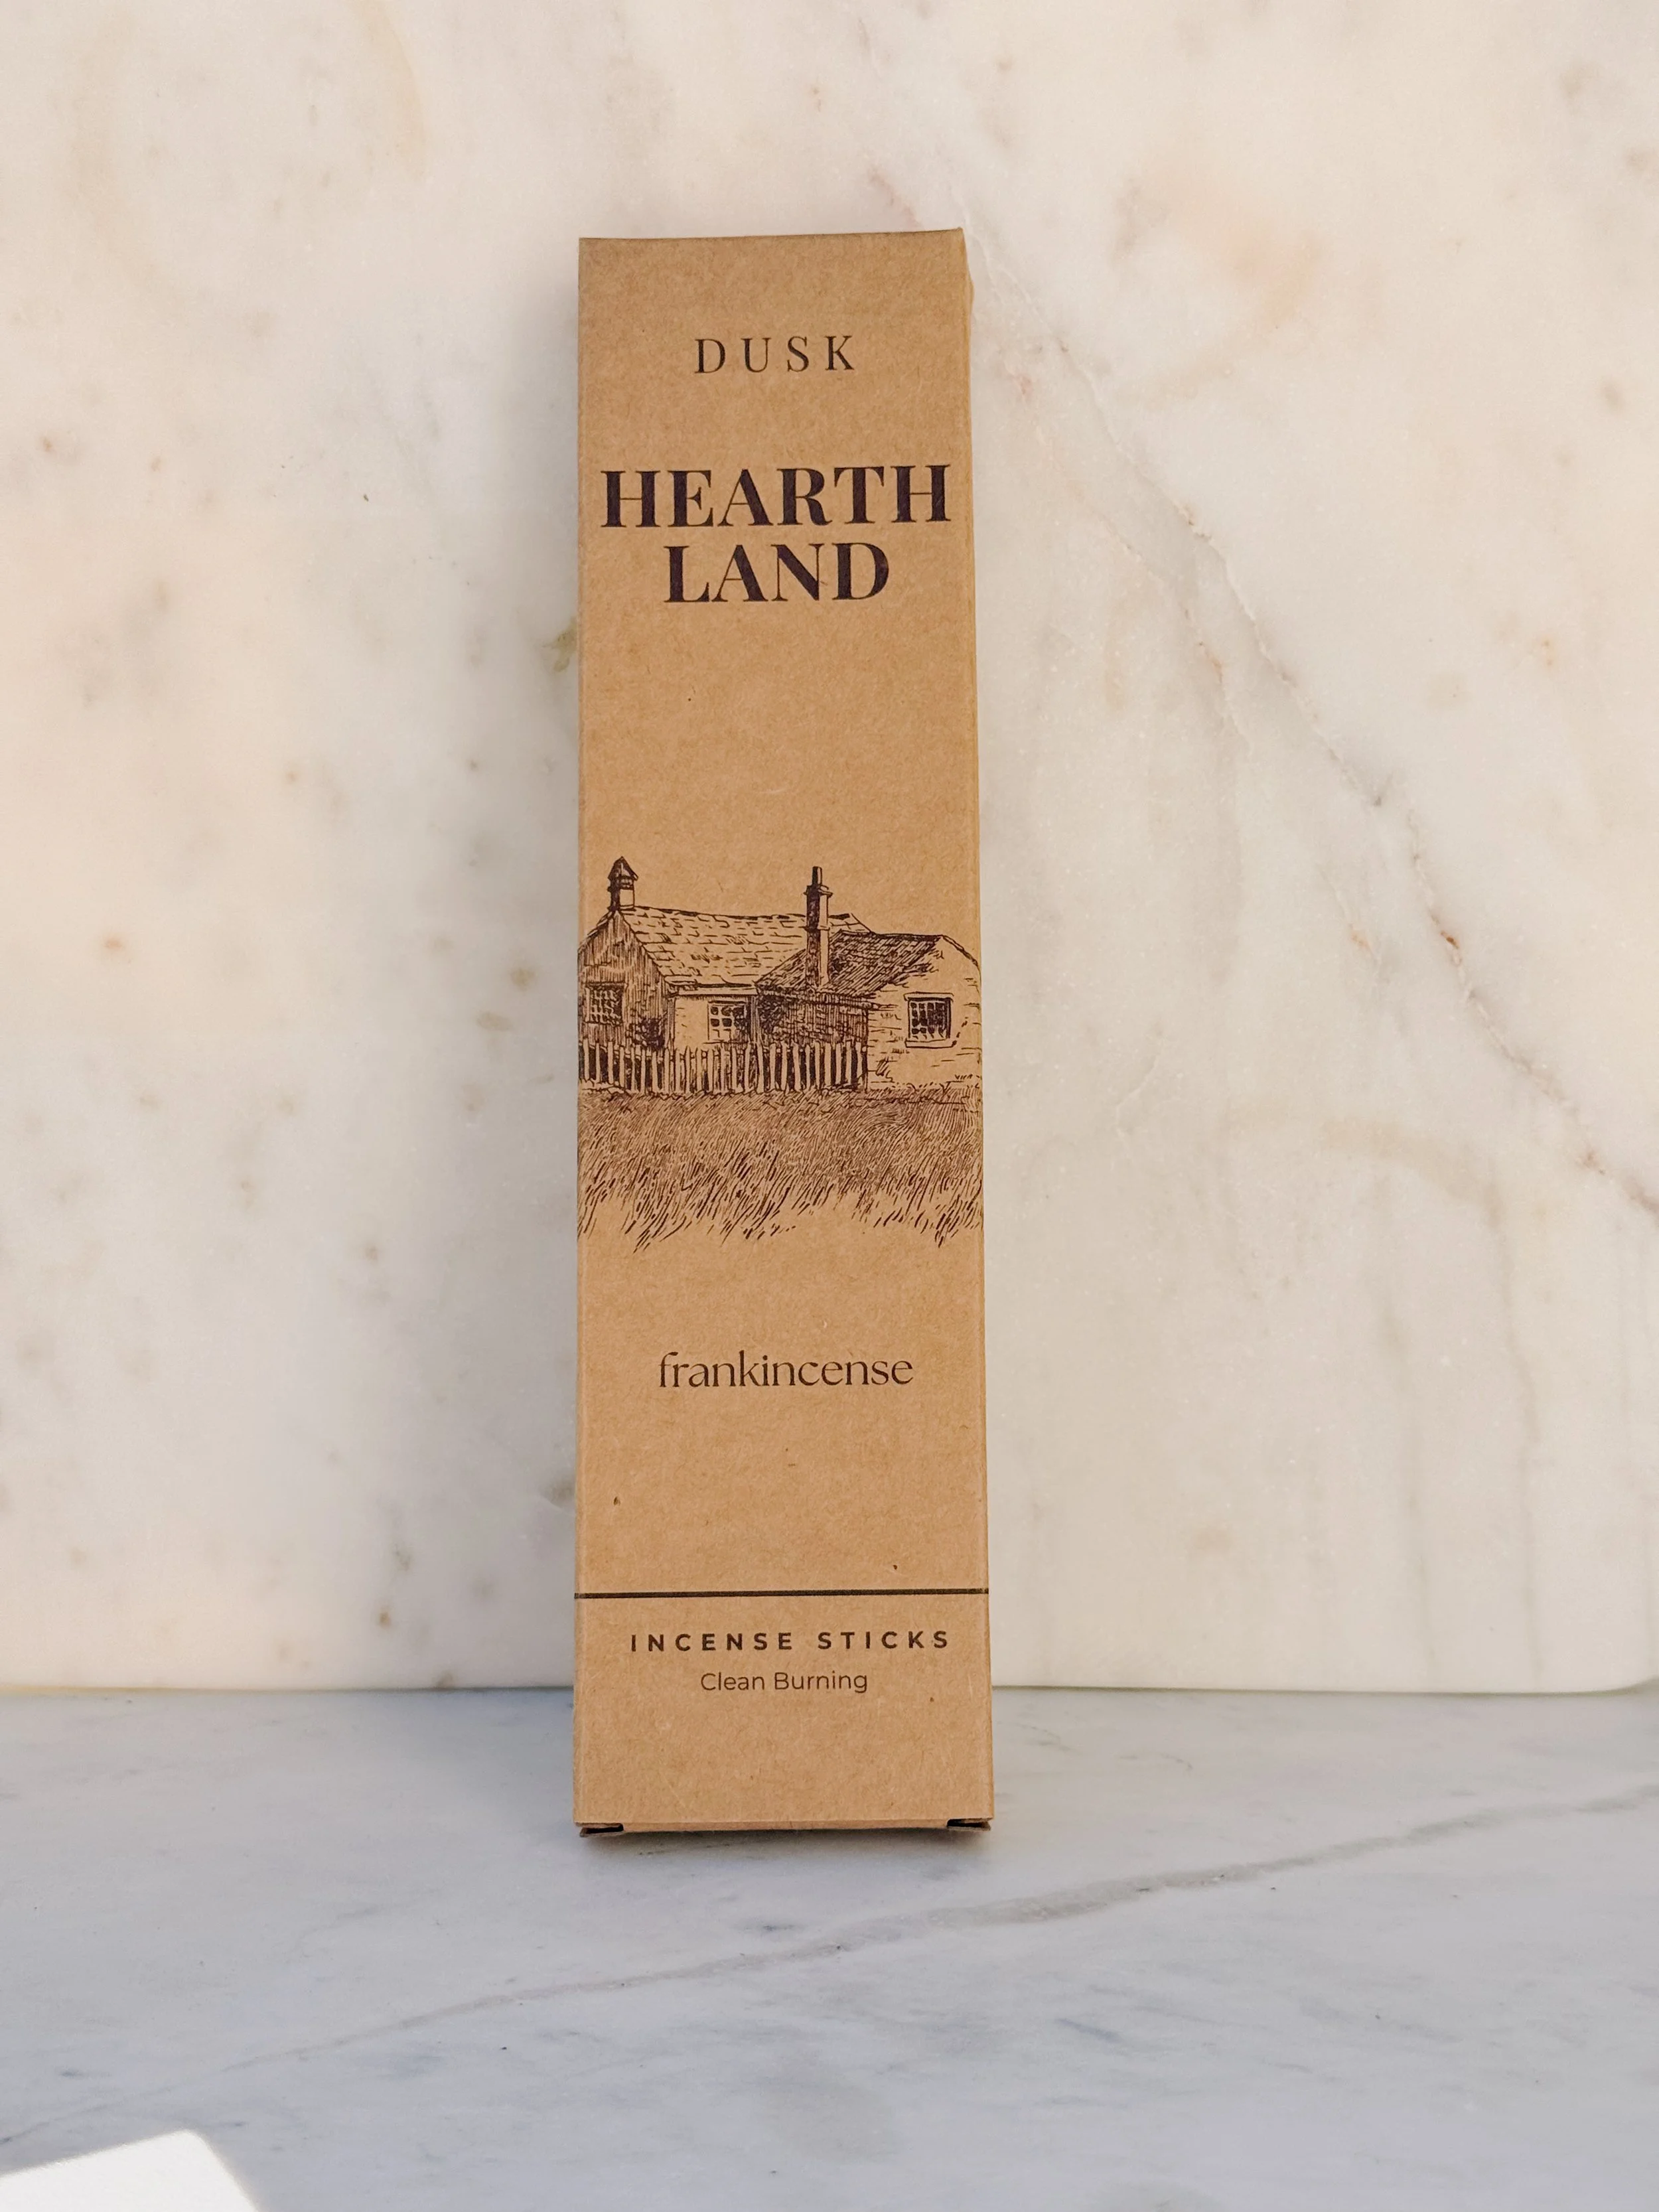 DUSK
HEARTH
LAND
frankincense
INCENSE STICKS
Clean Burning